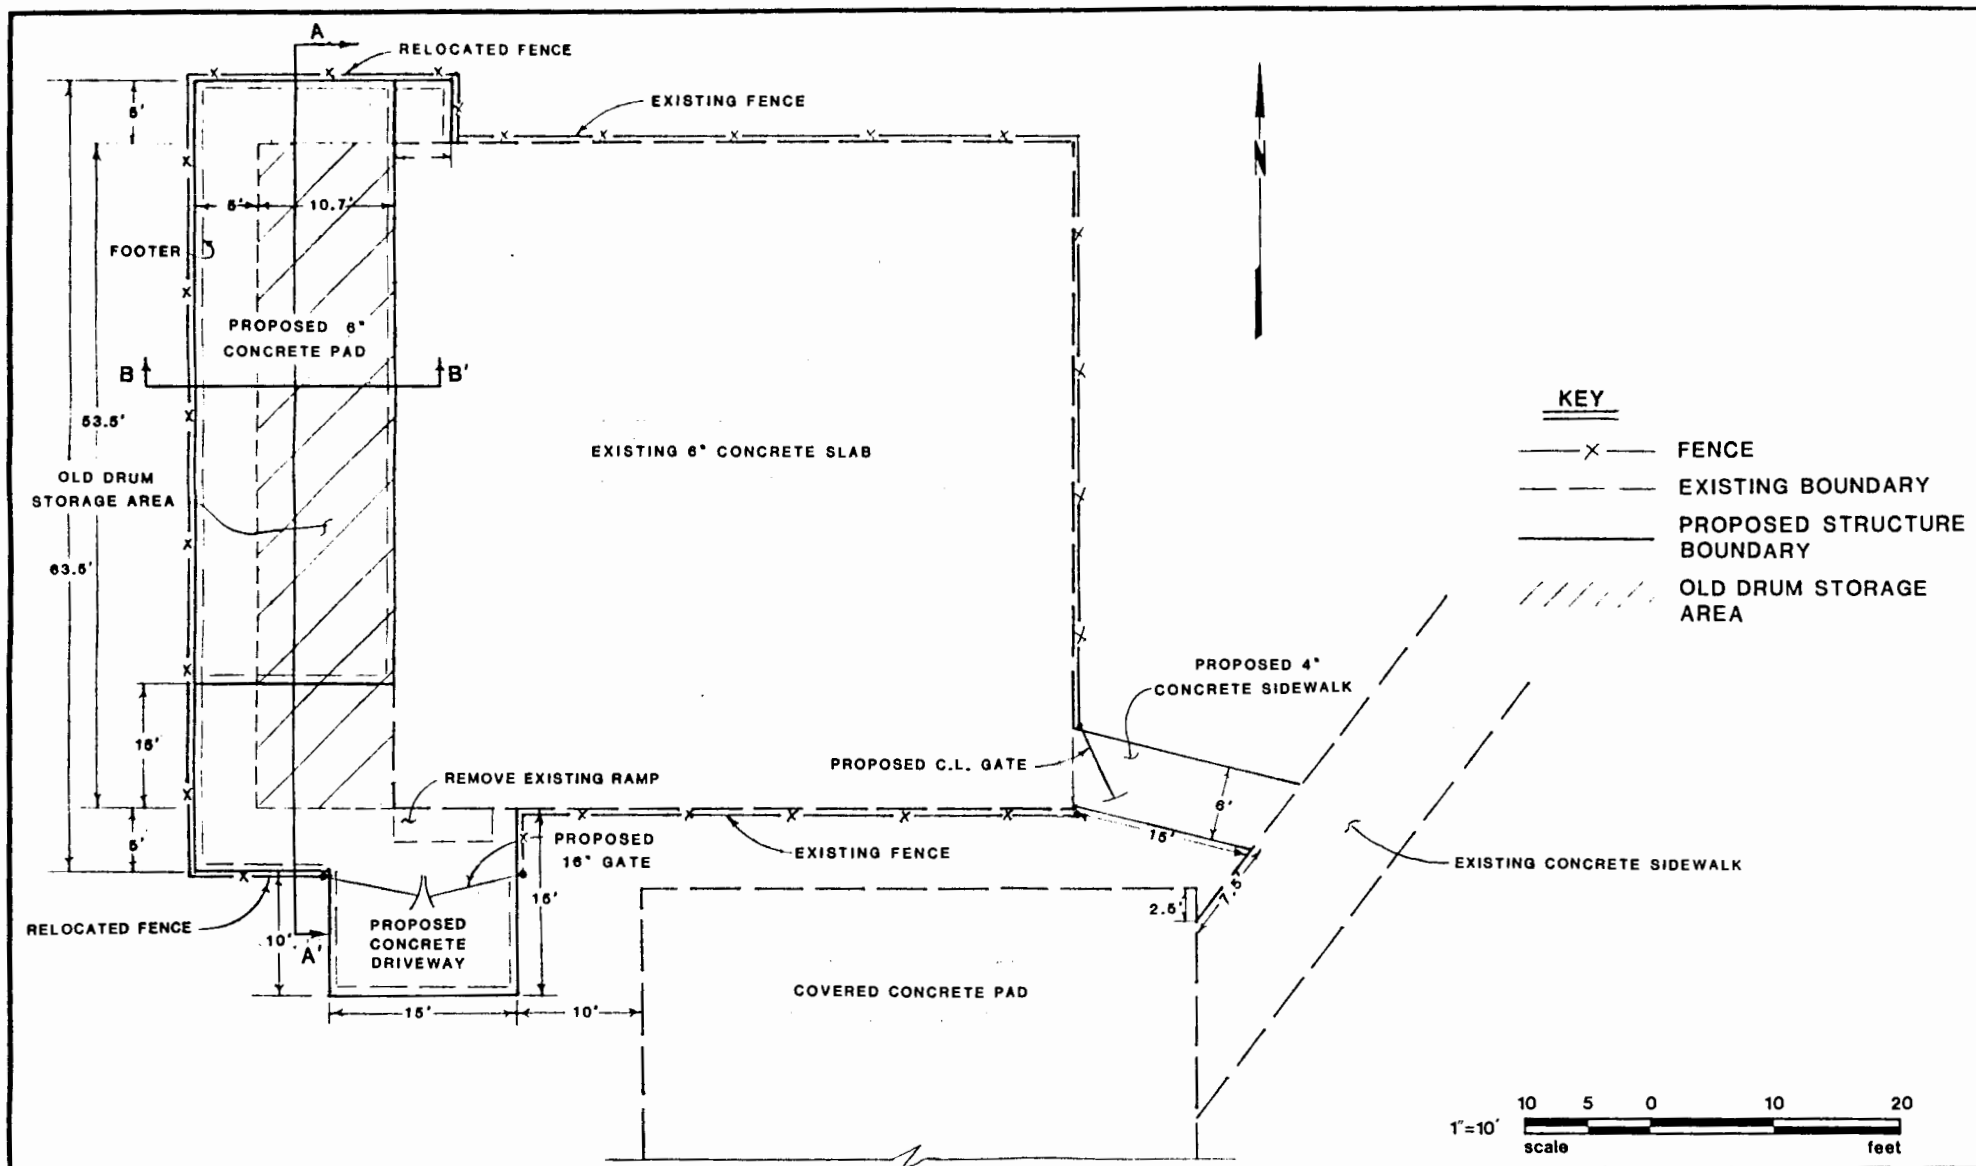 A
RELOCATED FENCE
5'
EXISTING FENCE
N
5'
10.7'
FOOTER
PROPOSED 6"
CONCRETE PAD
B
B'
KEY
53.5'
FENCE
EXISTING 6" CONCRETE SLAB
OLD DRUM
STORAGE AREA
EXISTING BOUNDARY
PROPOSED STRUCTURE
BOUNDARY
63.5'
OLD DRUM STORAGE
AREA
PROPOSED 4"
CONCRETE SIDEWALK
15'
REMOVE EXISTING RAMP
PROPOSED C.L. GATE
6'
15'
5'
PROPOSED
16" GATE
EXISTING FENCE
EXISTING CONCRETE SIDEWALK
7.5'
2.5'
15'
RELOCATED FENCE
10'
A'
PROPOSED
CONCRETE
DRIVEWAY
COVERED CONCRETE PAD
15'
10'
10 5 0 10 20
1"=10'
scale feet